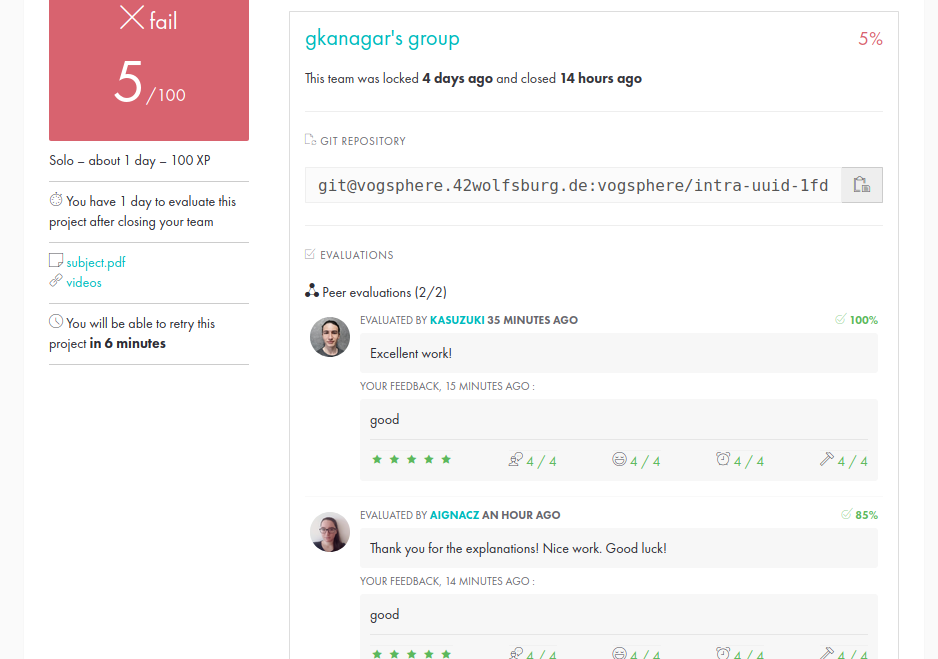 fail
5/100
Solo – about 1 day – 100 XP
You have 1 day to evaluate this
project after closing your team
subject.pdf
videos
You will be able to retry this
project in 6 minutes
gkanagar's group
5%
This team was locked 4 days ago and closed 14 hours ago
GIT REPOSITORY
git@vogsphere.42wolfsburg.de:vogsphere/intra-uuid-1fd
EVALUATIONS
Peer evaluations (2/2)
EVALUATED BY KASUZUKI 35 MINUTES AGO
100%
Excellent work!
YOUR FEEDBACK, 15 MINUTES AGO :
good
4 / 4 4 / 4 4 / 4 4 / 4
EVALUATED BY AIGNACZ AN HOUR AGO
85%
Thank you for the explanations! Nice work. Good luck!
YOUR FEEDBACK, 14 MINUTES AGO :
good
4 / 4 4 / 4 4 / 4 4 / 4